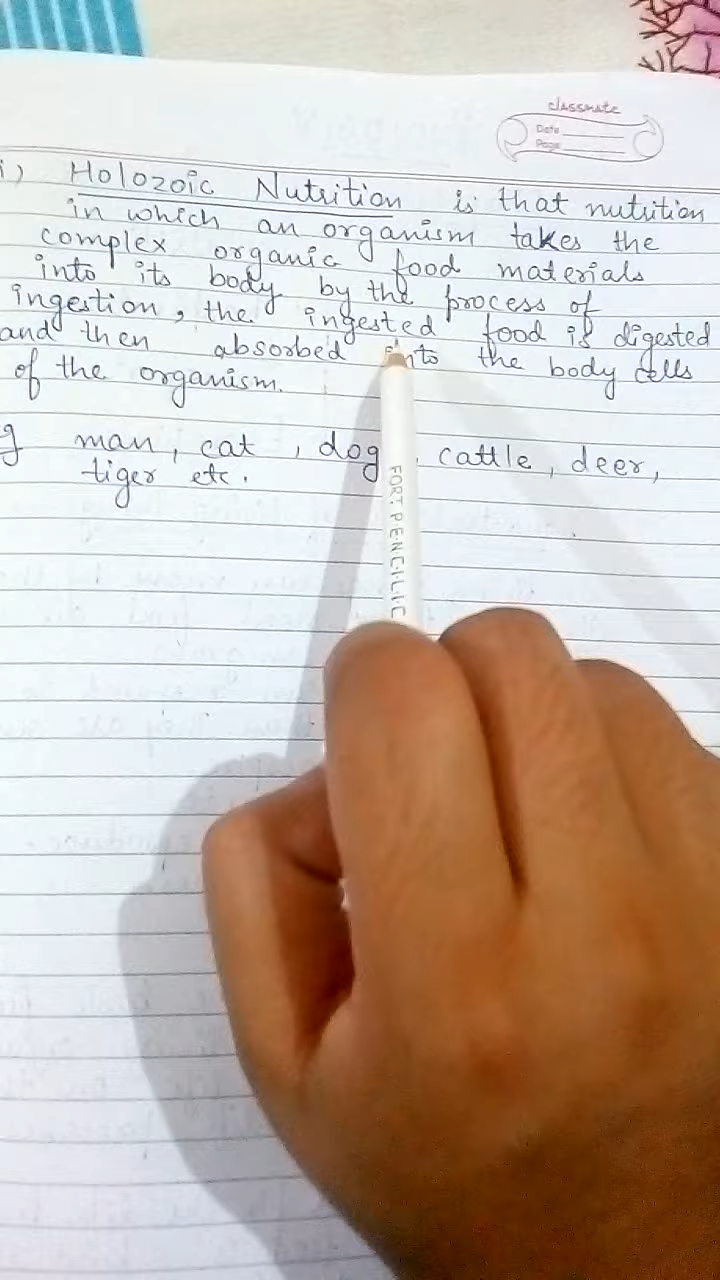 classmate
Date
Page
i) Holozoic Nutrition is that nutrition
in which an organism takes the
complex organic food materials
into its body by the process of
ingestion, the ingested food is digested
and then absorbed into the body cells
of the organism.
g man, cat, dog, cattle, deer,
tiger etc.
FORT PENCILIC